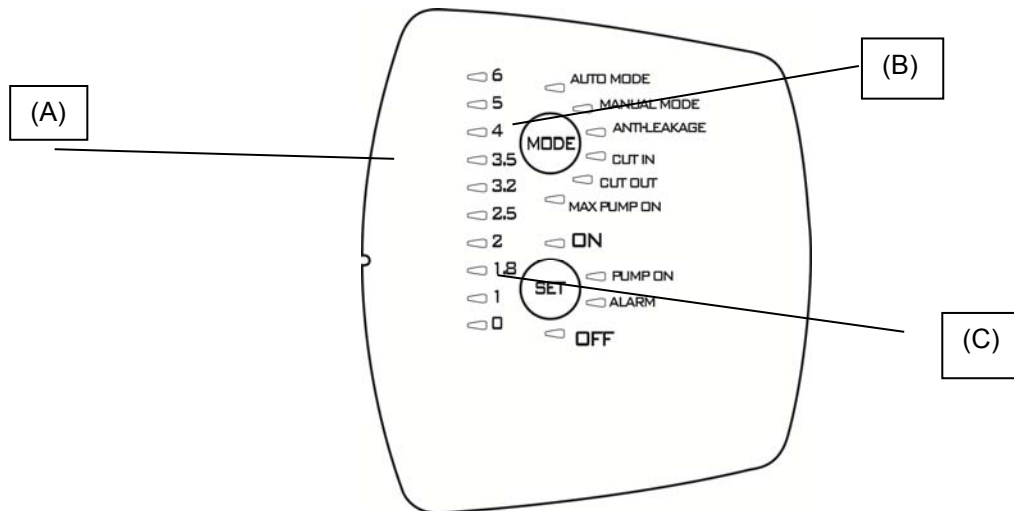 (A)
(B)
(C)
6
5
4
3.5
3.2
2.5
2
1.8
1
0
AUTO MODE
MANUAL MODE
ANTI-LEAKAGE
MODE
CUT IN
CUT OUT
MAX PUMP ON
ON
SET
PUMP ON
ALARM
OFF